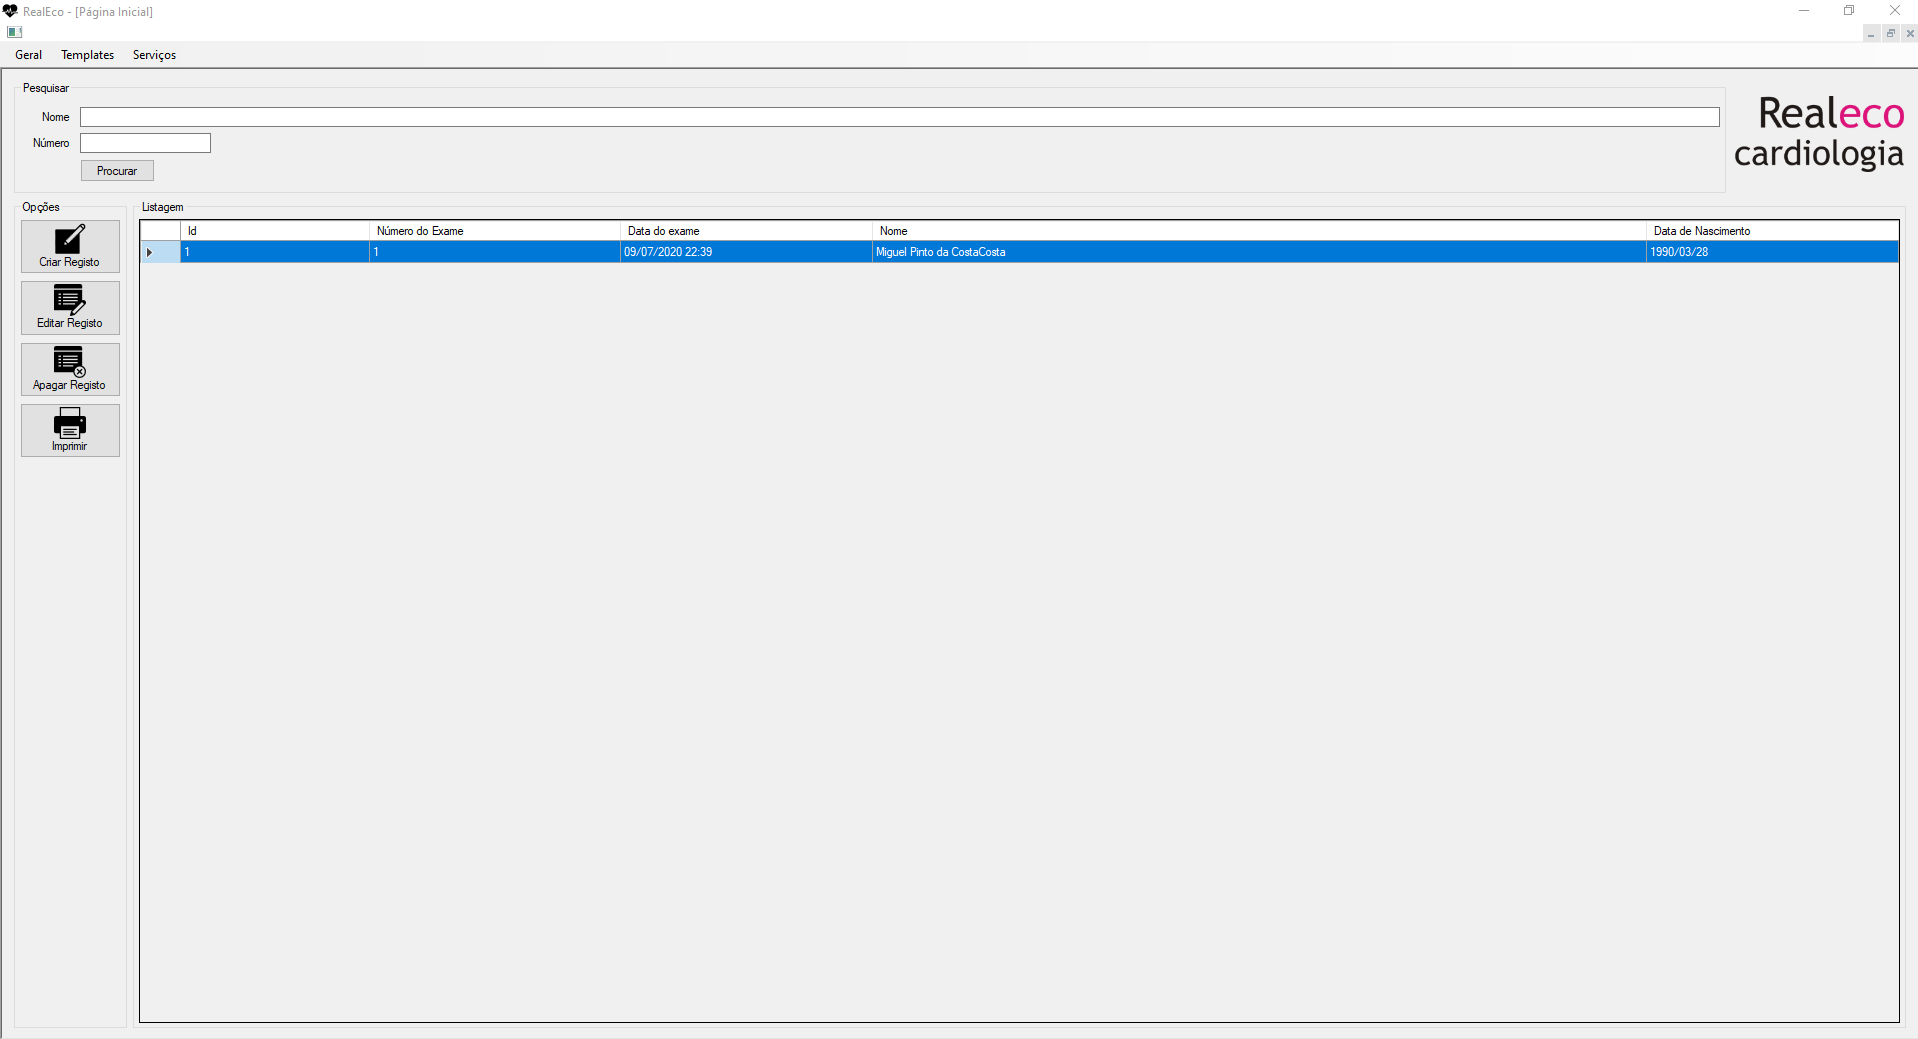 RealEco - [Página Inicial]
Geral Templates Serviços
Pesquisar
Nome
Número
Procurar
Realeco
cardiologia
Opções
Criar Registo
Editar Registo
Apagar Registo
Imprimir
Listagem
Id Número do Exame Data do exame Nome Data de Nascimento
1 1 09/07/2020 22:39 Miguel Pinto da CostaCosta 1990/03/28